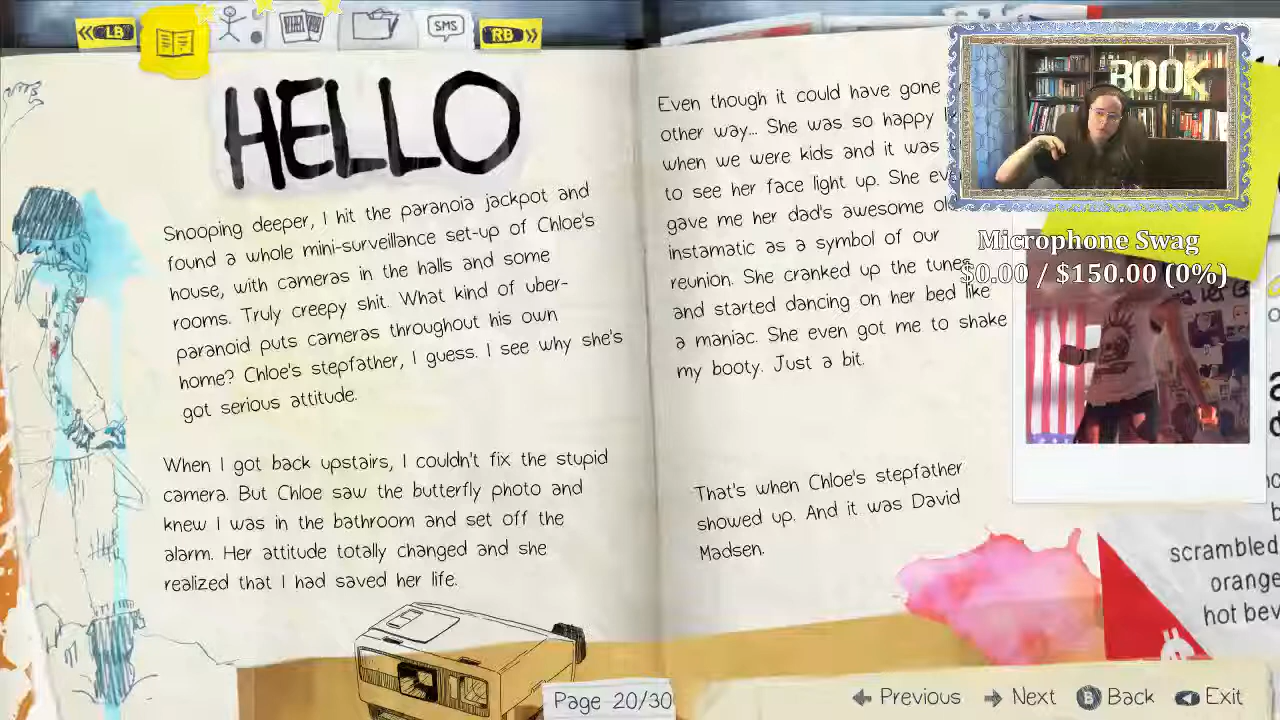 LB
SMS
RB
HELLO
Snooping deeper, I hit the paranoia jackpot and
found a whole mini-surveillance set-up of Chloe's
house, with cameras in the halls and some
rooms. Truly creepy shit. What kind of uber-
paranoid puts cameras throughout his own
home? Chloe's stepfather, I guess. I see why she's
got serious attitude.
When I got back upstairs, I couldn't fix the stupid
camera. But Chloe saw the butterfly photo and
knew I was in the bathroom and set off the
alarm. Her attitude totally changed and she
realized that I had saved her life.
Even though it could have gone
other way... She was so happy
when we were kids and it was
to see her face light up. She
gave me her dad's awesome
instamatic as a symbol of our
reunion. She cranked up the tunes
and started dancing on her bed like
a maniac. She even got me to shake
my booty. Just a bit.
That's when Chloe's stepfather
showed up. And it was David
Madsen.
BOOK
Microphone Swag
$0.00 / $150.00 (0%)
scrambled
orange
hot bev
Page 20/30
Previous
Next
B Back
Exit